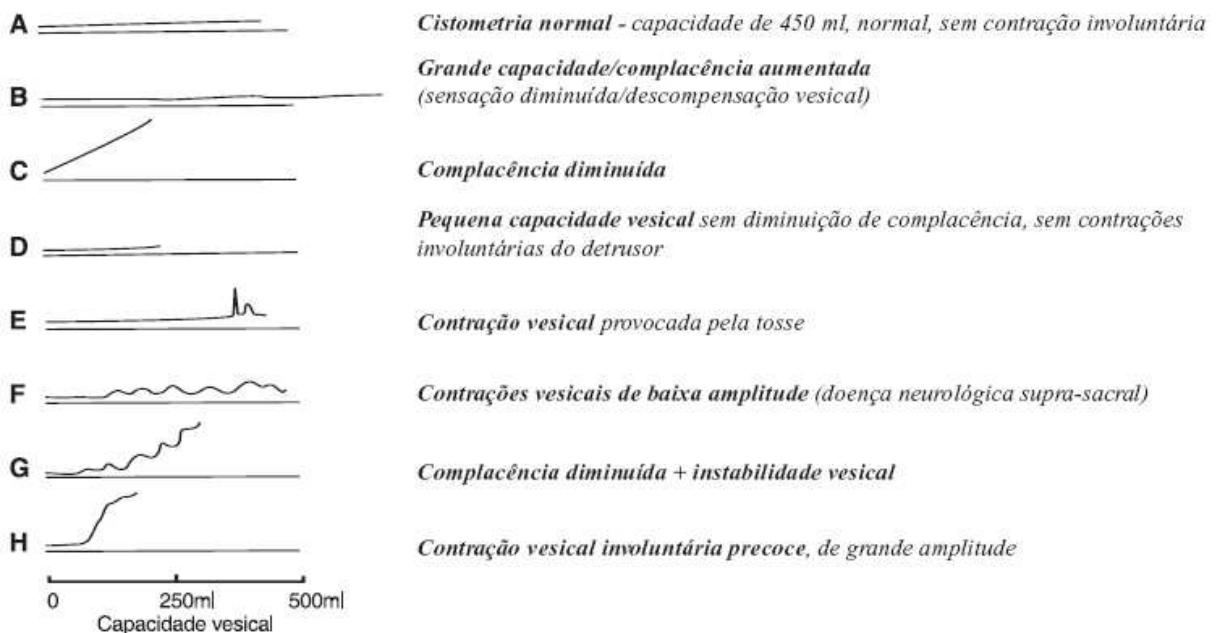 A Cistometria normal - capacidade de 450 ml, normal, sem contração involuntária
Grande capacidade/complacência aumentada
B (sensação diminuída/descompensação vesical)
C Complacência diminuída
Pequena capacidade vesical sem diminuição de complacência, sem contrações
D involuntárias do detrusor
E Contração vesical provocada pela tosse
F Contrações vesicais de baixa amplitude (doença neurológica supra-sacral)
G Complacência diminuída + instabilidade vesical
H Contração vesical involuntária precoce, de grande amplitude
0 250ml 500ml
Capacidade vesical